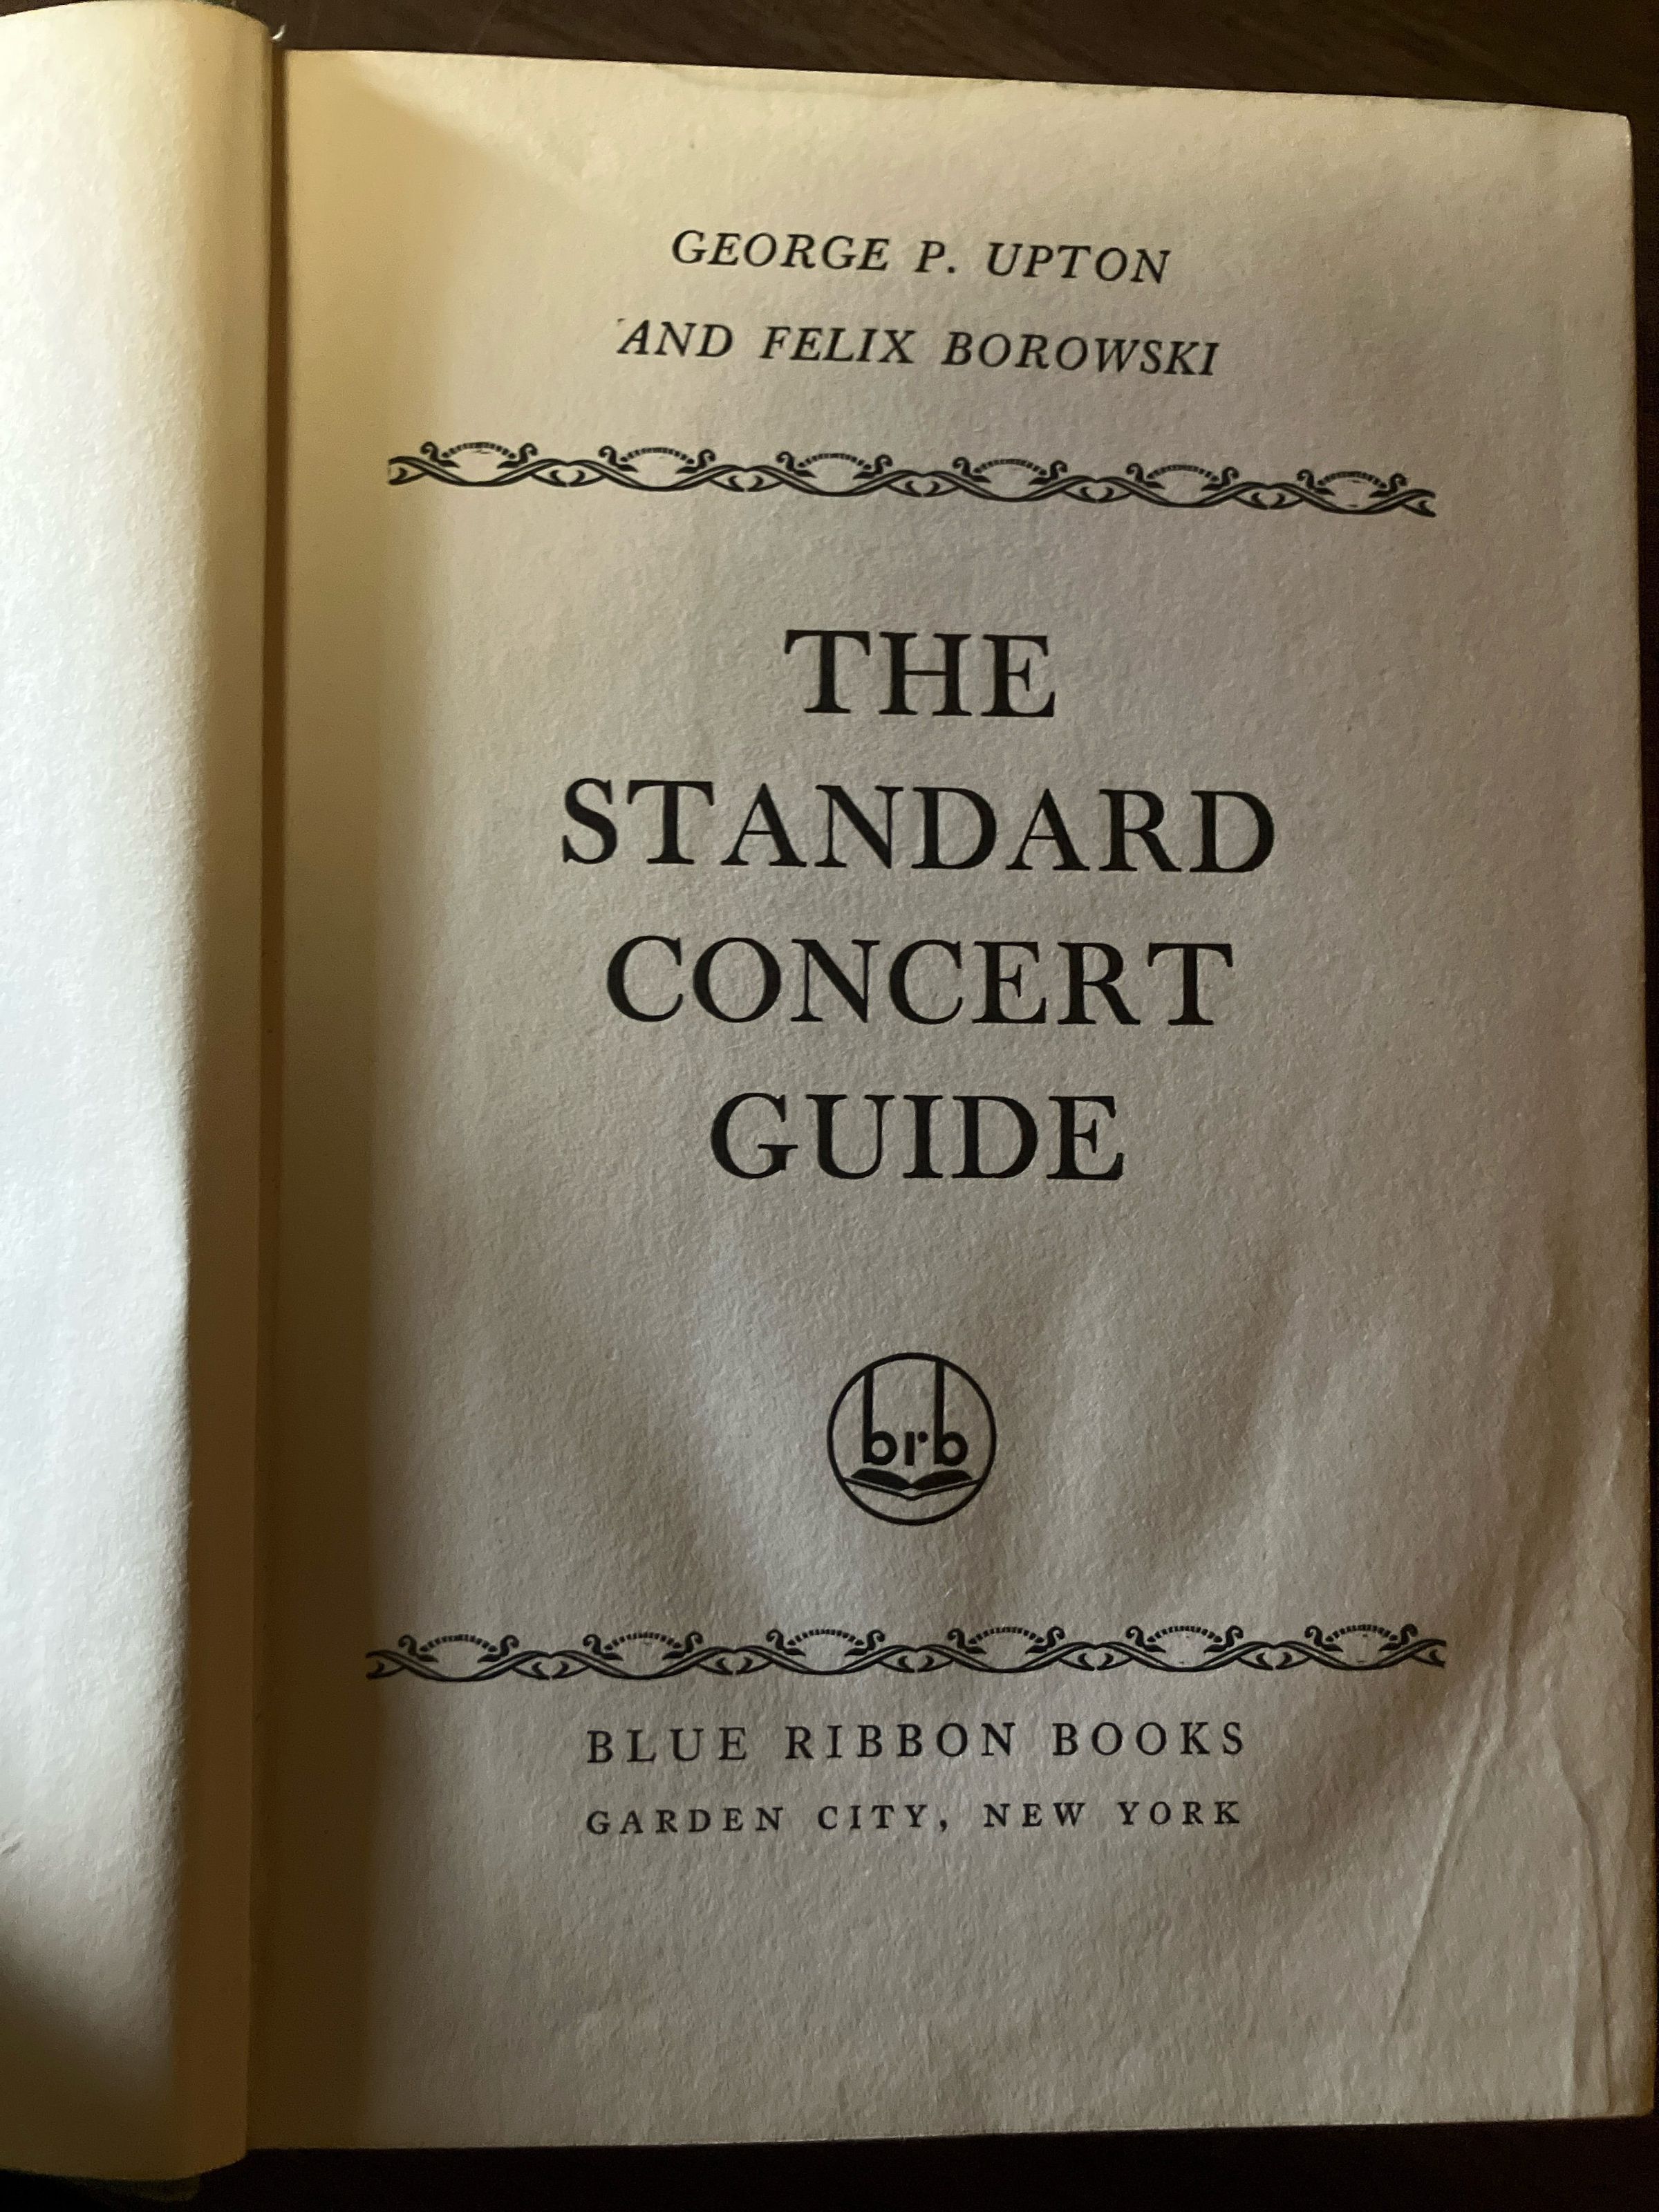 GEORGE P. UPTON
AND FELIX BOROWSKI
THE
STANDARD
CONCERT
GUIDE
brb
BLUE RIBBON BOOKS
GARDEN CITY, NEW YORK